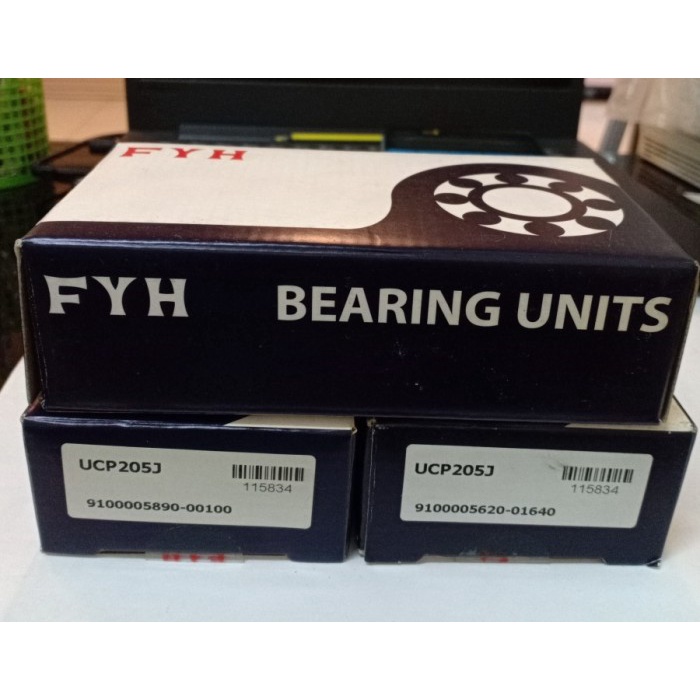 FYH
FYH BEARING UNITS
UCP205J
115834
9100005890-00100
UCP205J
115834
9100005620-01640